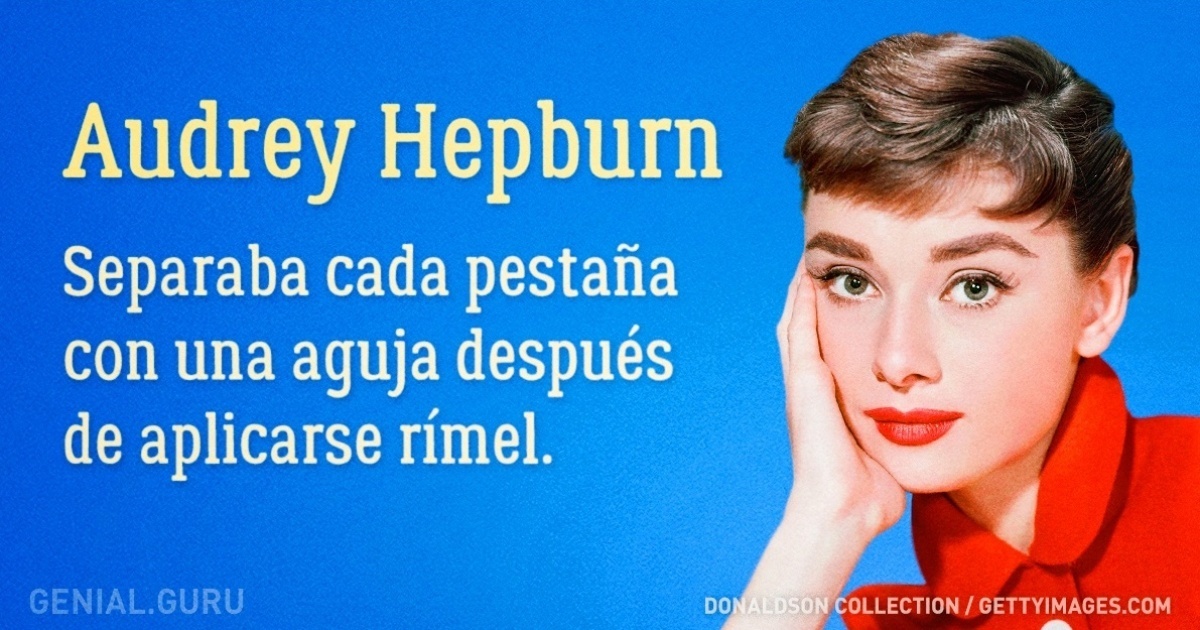 Audrey Hepburn
Separaba cada pestaña
con una aguja después
de aplicarse rímel.
GENIAL.GURU
DONALDSON COLLECTION / GETTYIMAGES.COM